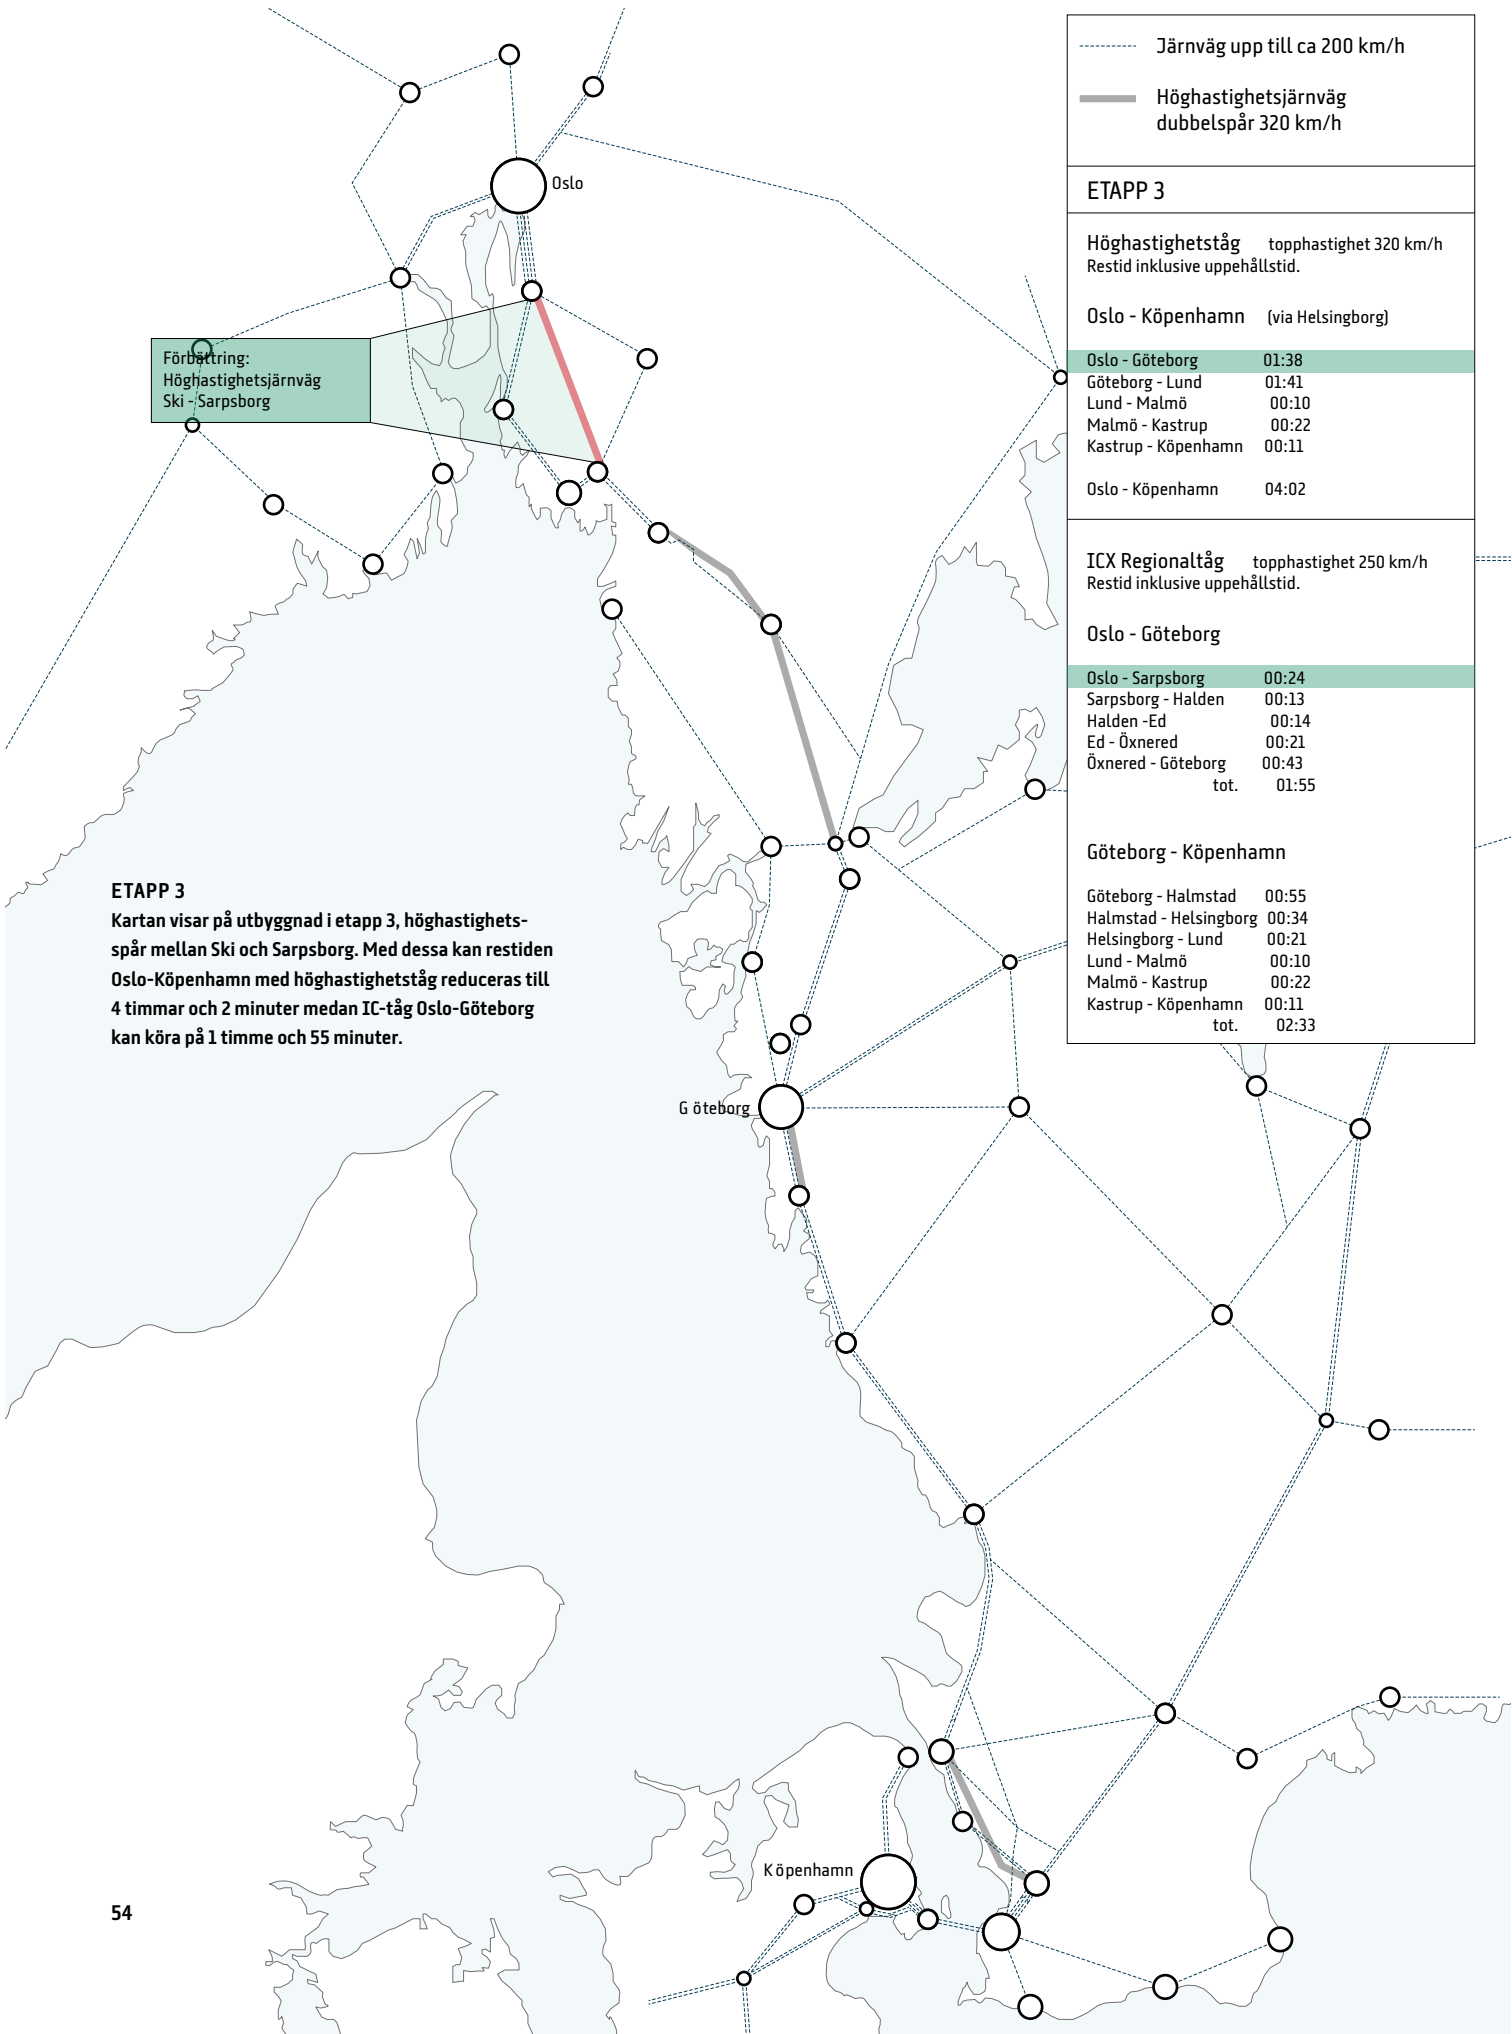 Järnväg upp till ca 200 km/h
Höghastighetsjärnväg
dubbelspår 320 km/h
ETAPP 3
Höghastighetståg topphastighet 320 km/h
Restid inklusive uppehållstid.
Oslo - Köpenhamn (via Helsingborg)
Oslo - Göteborg 01:38
Göteborg - Lund 01:41
Lund - Malmö 00:10
Malmö - Kastrup 00:22
Kastrup - Köpenhamn 00:11
Oslo - Köpenhamn 04:02
ICX Regionaltåg topphastighet 250 km/h
Restid inklusive uppehållstid.
Oslo - Göteborg
Oslo - Sarpsborg 00:24
Sarpsborg - Halden 00:13
Halden -Ed 00:14
Ed - Öxnered 00:21
Öxnered - Göteborg 00:43
tot. 01:55
Göteborg - Köpenhamn
Göteborg - Halmstad 00:55
Halmstad - Helsingborg 00:34
Helsingborg - Lund 00:21
Lund - Malmö 00:10
Malmö - Kastrup 00:22
Kastrup - Köpenhamn 00:11
tot. 02:33
Oslo
Förbättring:
Höghastighetsjärnväg
Ski - Sarpsborg
ETAPP 3
Kartan visar på utbyggnad i etapp 3, höghastighets-
spår mellan Ski och Sarpsborg. Med dessa kan restiden
Oslo-Köpenhamn med höghastighetståg reduceras till
4 timmar och 2 minuter medan IC-tåg Oslo-Göteborg
kan köra på 1 timme och 55 minuter.
G öteborg
K öpenhamn
54